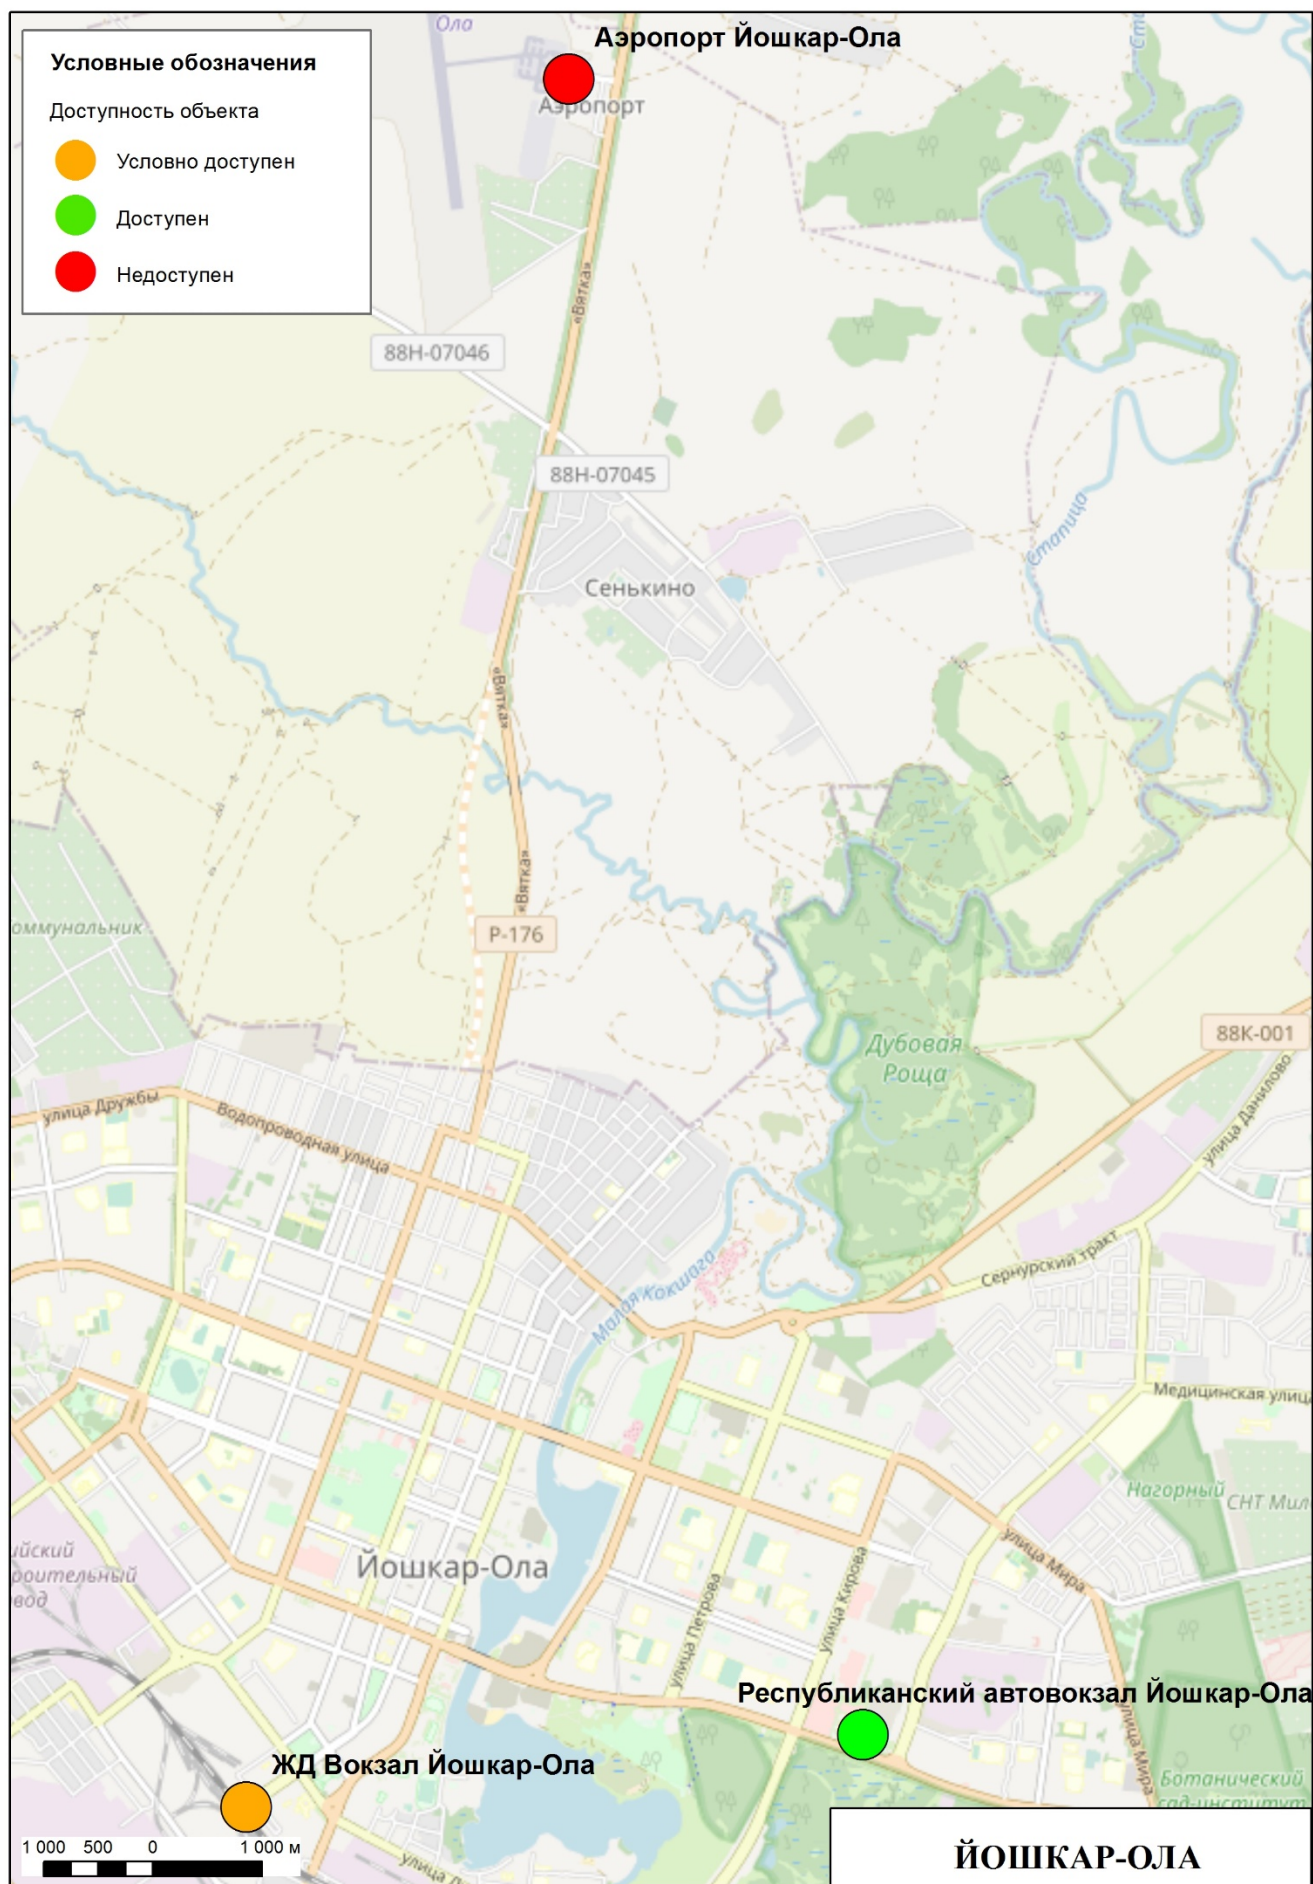 Ола
Аэропорт Йошкар-Ола
Аэропорт
Условные обозначения
Доступность объекта
Условно доступен
Доступен
Недоступен
«Вятка»
88Н-07046
88Н-07045
Сенькино
«Вятка»
«Вятка»
Р-176
оммунальник
88К-001
Дубовая
Роща
улица Данилово
улица Дружбы
Водопроводная улица
Сернурский тракт
Малая Кокшага
Медицинская улица
Нагорный
СНТ Мил
ийский
роительный
вод
Йошкар-Ола
улица Мира
улица Петрова
улица Кирова
Республиканский автовокзал Йошкар-Ола
улица Мира
ЖД Вокзал Йошкар-Ола
Ботанический
сад-институт
1 000 500 0 1 000 м
ЙОШКАР-ОЛА